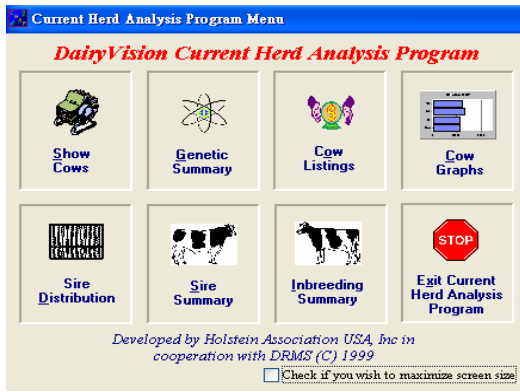 Current Herd Analysis Program Menu
DairyVision Current Herd Analysis Program
Show
Cows
Genetic
Summary
Cow
Listings
Cow
Graphs
Sire
Distribution
Sire
Summary
Inbreeding
Summary
STOP
Exit Current
Herd Analysis
Program
Developed by Holstein Association USA, Inc in
cooperation with DRMS (C) 1999
Check if you wish to maximize screen size